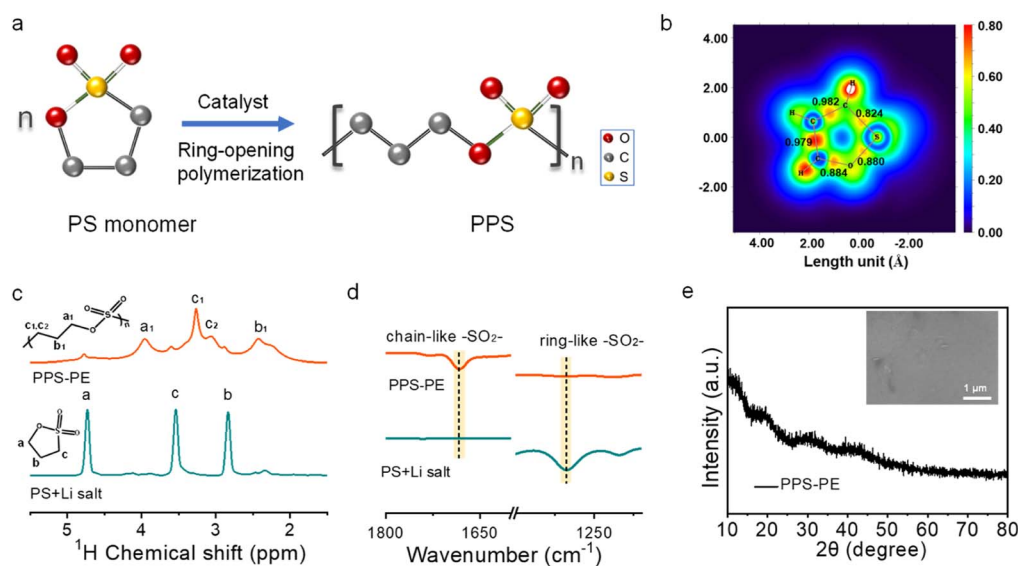 a
n
Catalyst
Ring-opening
polymerization
n
O
C
S
PS monomer
PPS
b
4.00
2.00
0.00
-2.00
H
0.982
C
0.824
H
C
S
0.979
0.880
C
O
H
0.884
4.00 2.00 0.00 -2.00
Length unit (Å)
0.80
0.60
0.40
0.20
0.00
c
O
O
S
a₁
O
n
C₁,C₂
b₁
PPS-PE
a₁
C₁
C₂
b₁
a
c
b
O
O
S
O
a
b
c
PS+Li salt
5 4 3 2
¹H Chemical shift (ppm)
d
chain-like -SO₂-
ring-like -SO₂-
PPS-PE
PS+Li salt
1800 1650 1250
Wavenumber (cm⁻¹)
e
Intensity (a.u.)
1 μm
PPS-PE
10 20 30 40 50 60 70 80
2θ (degree)